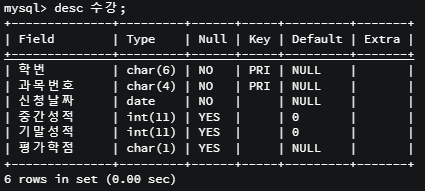 mysql> desc 수강;
+----------+---------+------+-----+---------+-------+
| Field    | Type    | Null | Key | Default | Extra |
+----------+---------+------+-----+---------+-------+
| 학번 | char(6) | NO | PRI | NULL | |
| 과목번호 | char(4) | NO | PRI | NULL | |
| 신청날짜 | date | NO | | NULL | |
| 중간성적 | int(11) | YES | | 0 | |
| 기말성적 | int(11) | YES | | 0 | |
| 평가학점 | char(1) | YES | | NULL | |
+----------+---------+------+-----+---------+-------+
6 rows in set (0.00 sec)